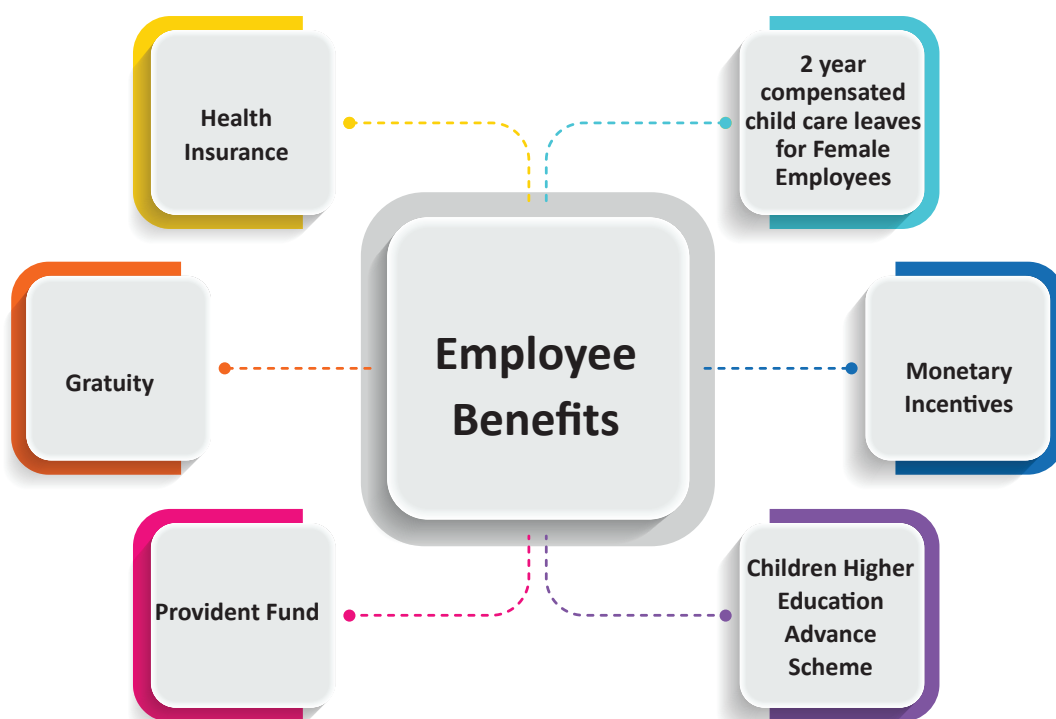 Health
Insurance
2 year
compensated
child care leaves
for Female
Employees
Gratuity
Employee
Benefits
Monetary
Incentives
Provident Fund
Children Higher
Education
Advance
Scheme